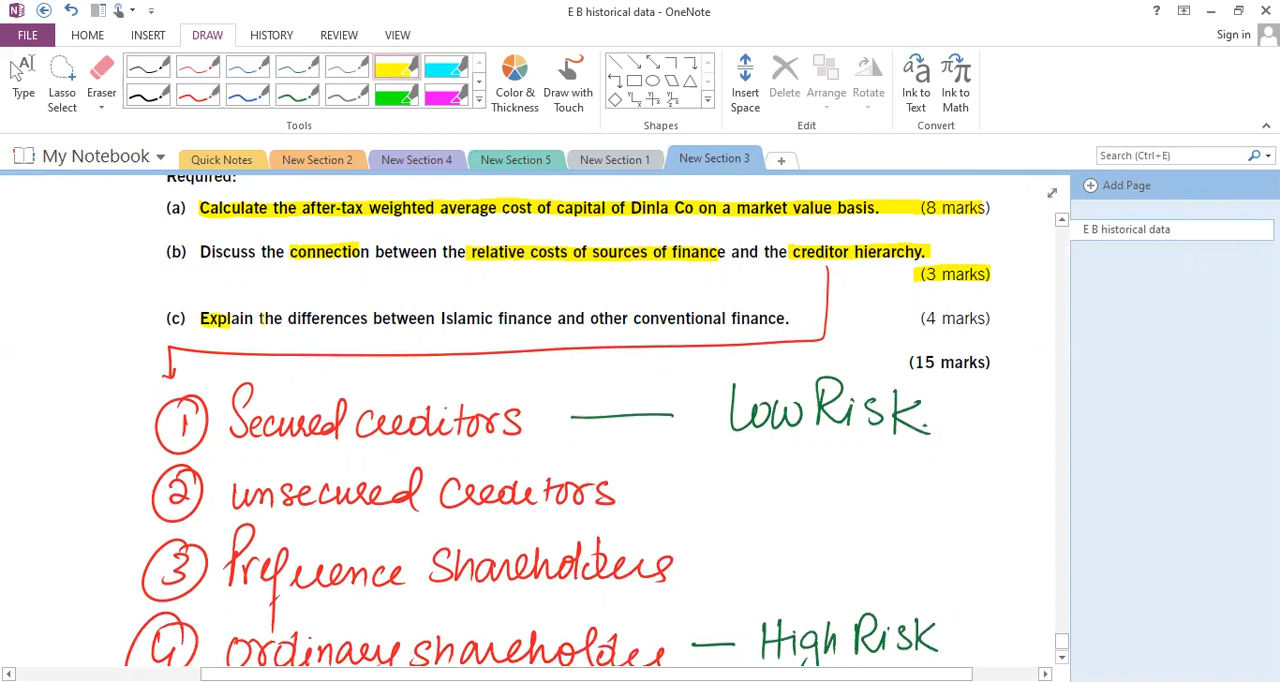 E B historical data - OneNote
?
FILE HOME INSERT DRAW HISTORY REVIEW VIEW
Sign in
Type
Lasso Select
Eraser
Color & Thickness
Draw with Touch
Insert Space
Delete
Arrange
Rotate
Ink to Text
Ink to Math
Tools
Shapes
Edit
Convert
My Notebook
Quick Notes
New Section 2
New Section 4
New Section 5
New Section 1
New Section 3
Search (Ctrl+E)
Add Page
E B historical data
Required:
(a) Calculate the after-tax weighted average cost of capital of Dinla Co on a market value basis. (8 marks)
(b) Discuss the connection between the relative costs of sources of finance and the creditor hierarchy.
(3 marks)
(c) Explain the differences between Islamic finance and other conventional finance. (4 marks)
(15 marks)
1 Secured creditors — Low Risk.
2 unsecured creditors
3 Preference Shareholders
4 ordinary shareholder — High Risk